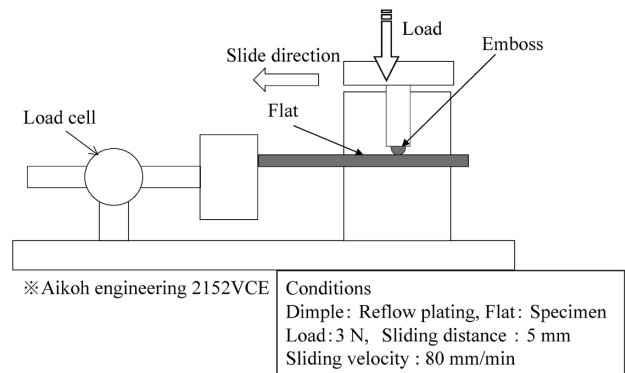 Load
Emboss
Slide direction
Flat
Load cell
※Aikoh engineering 2152VCE
Conditions
Dimple: Reflow plating, Flat: Specimen
Load:3 N, Sliding distance : 5 mm
Sliding velocity : 80 mm/min